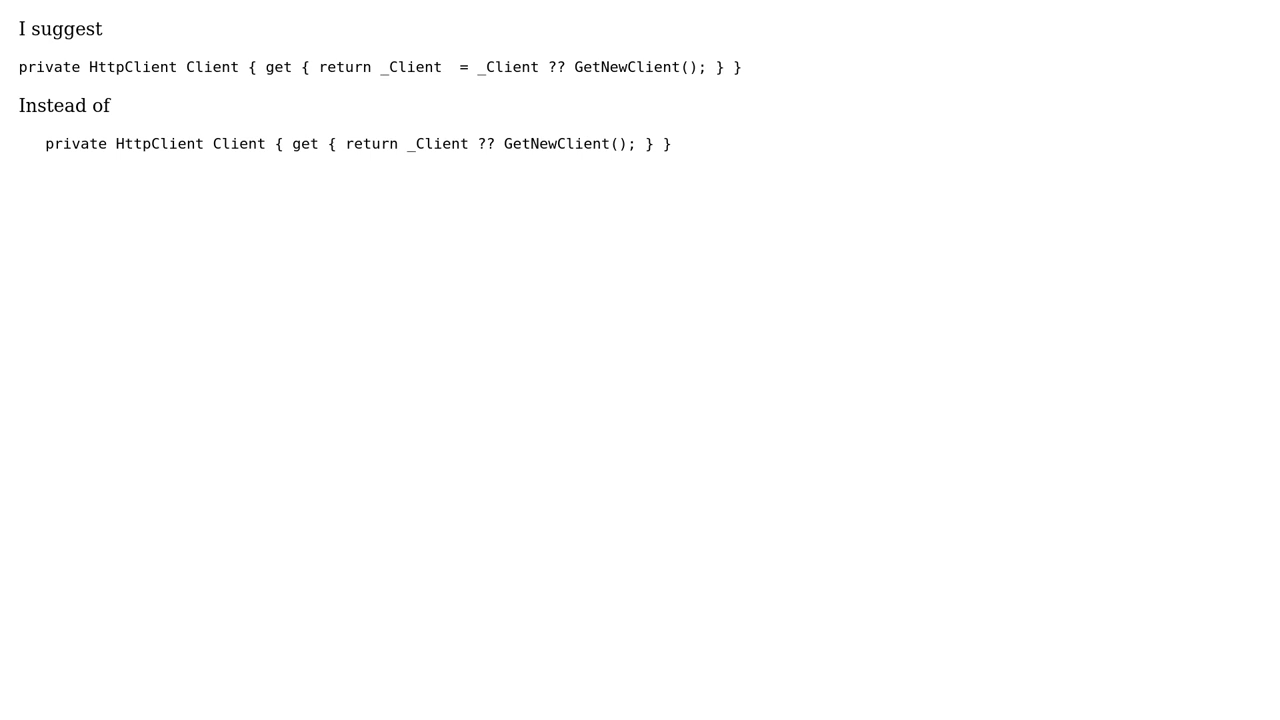 I suggest
private HttpClient Client { get { return _Client  = _Client ?? GetNewClient(); } }
Instead of
   private HttpClient Client { get { return _Client ?? GetNewClient(); } }